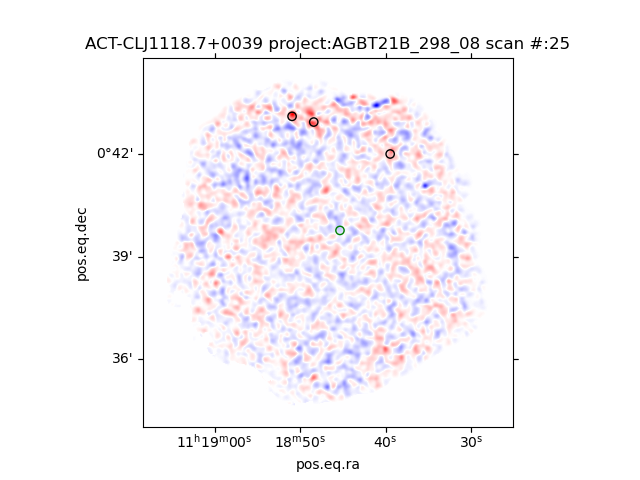 ACT-CLJ1118.7+0039 project:AGBT21B_298_08 scan #:25
0°42'
39'
36'
pos.eq.dec
11ʰ19ᵐ00ˢ 18ᵐ50ˢ 40ˢ 30ˢ
pos.eq.ra